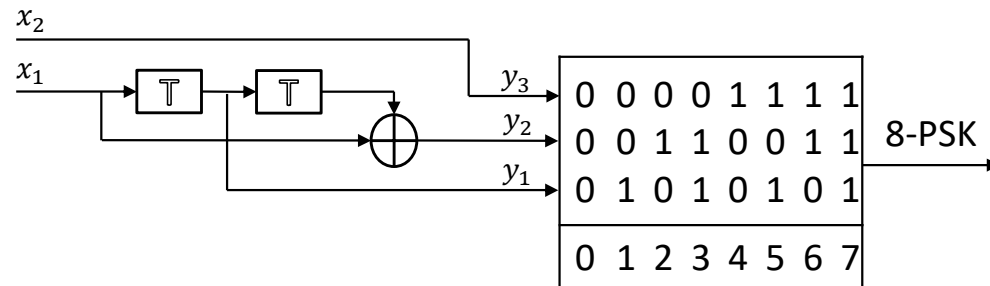 x₂
x₁
𝕋 𝕋
y₃
y₂
y₁
0 0 0 0 1 1 1 1
0 0 1 1 0 0 1 1
0 1 0 1 0 1 0 1
0 1 2 3 4 5 6 7
8-PSK